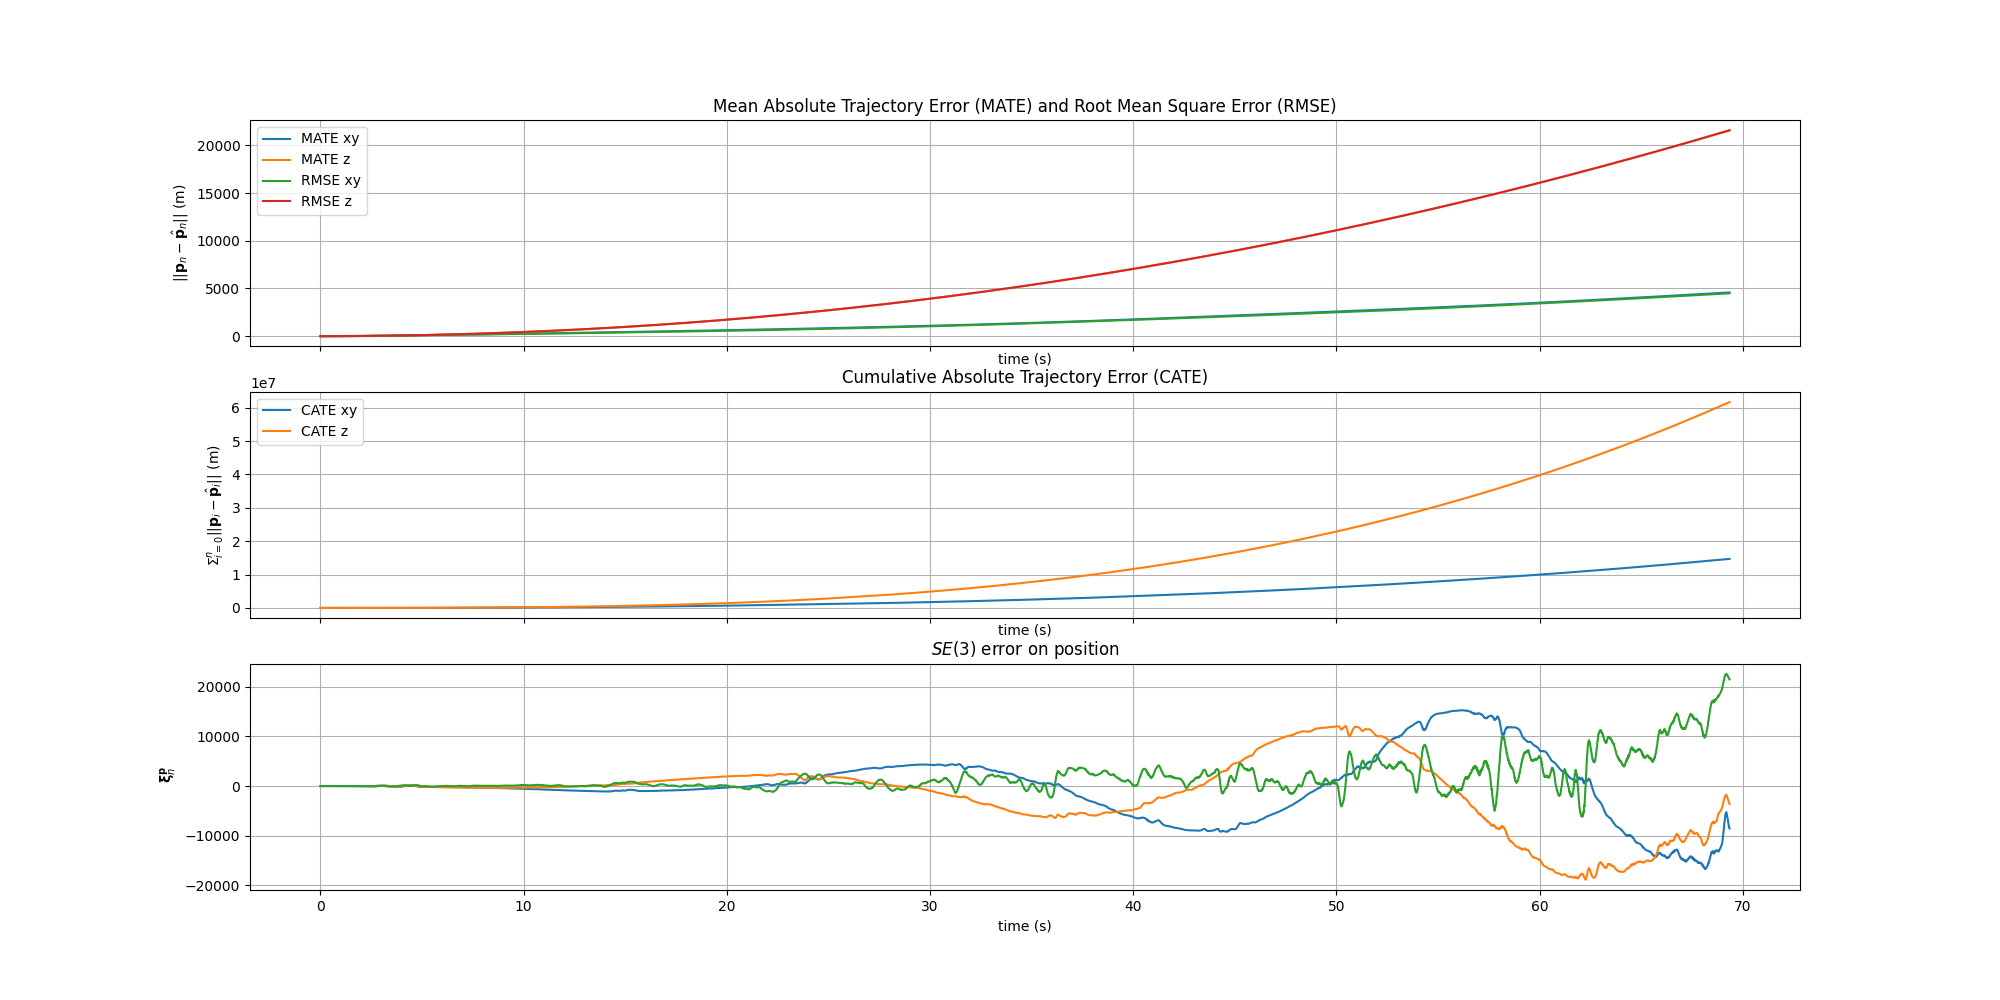 Mean Absolute Trajectory Error (MATE) and Root Mean Square Error (RMSE)
||𝐩ₙ − 𝐩̂ₙ|| (m)
20000
15000
10000
5000
0
MATE xy
MATE z
RMSE xy
RMSE z
time (s)
Cumulative Absolute Trajectory Error (CATE)
1e7
Σⁿᵢ₌₀||𝐩ᵢ − 𝐩̂ᵢ|| (m)
6
5
4
3
2
1
0
CATE xy
CATE z
time (s)
SE(3) error on position
𝛏ₙᵖ
20000
10000
0
−10000
−20000
0 10 20 30 40 50 60 70
time (s)